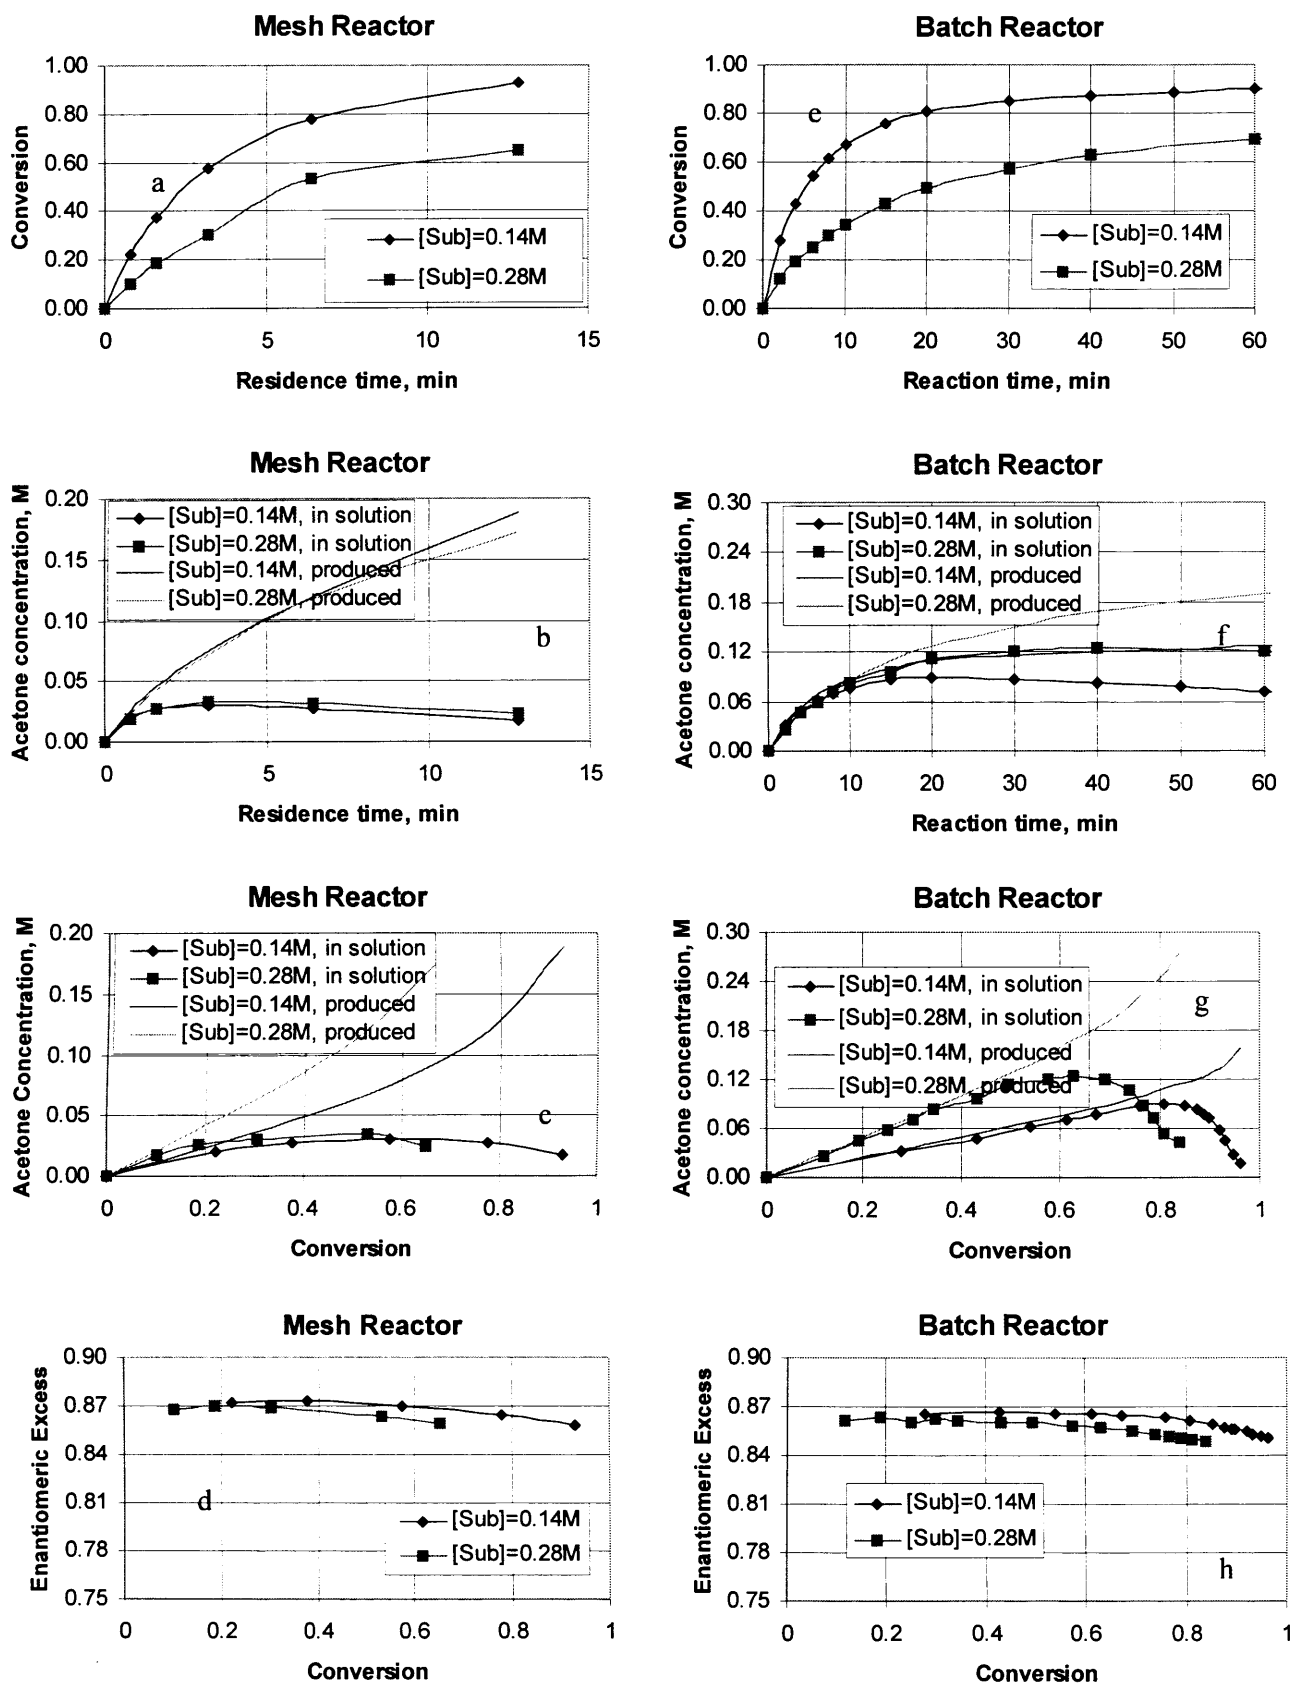 Mesh Reactor
Conversion
1.00
0.80
0.60
0.40
0.20
0.00
a
[Sub]=0.14M
[Sub]=0.28M
0 5 10 15
Residence time, min
Batch Reactor
Conversion
1.00
0.80
0.60
0.40
0.20
0.00
e
[Sub]=0.14M
[Sub]=0.28M
0 10 20 30 40 50 60
Reaction time, min
Mesh Reactor
Acetone concentration, M
0.20
0.15
0.10
0.05
0.00
[Sub]=0.14M, in solution
[Sub]=0.28M, in solution
[Sub]=0.14M, produced
[Sub]=0.28M, produced
b
0 5 10 15
Residence time, min
Batch Reactor
Acetone concentration, M
0.30
0.24
0.18
0.12
0.06
0.00
[Sub]=0.14M, in solution
[Sub]=0.28M, in solution
[Sub]=0.14M, produced
[Sub]=0.28M, produced
f
0 10 20 30 40 50 60
Reaction time, min
Mesh Reactor
Acetone Concentration, M
0.20
0.15
0.10
0.05
0.00
[Sub]=0.14M, in solution
[Sub]=0.28M, in solution
[Sub]=0.14M, produced
[Sub]=0.28M, produced
c
0 0.2 0.4 0.6 0.8 1
Conversion
Batch Reactor
Acetone concentration, M
0.30
0.24
0.18
0.12
0.06
0.00
[Sub]=0.14M, in solution
[Sub]=0.28M, in solution
[Sub]=0.14M, produced
[Sub]=0.28M, produced
g
0 0.2 0.4 0.6 0.8 1
Conversion
Mesh Reactor
Enantiomeric Excess
0.90
0.87
0.84
0.81
0.78
0.75
d
[Sub]=0.14M
[Sub]=0.28M
0 0.2 0.4 0.6 0.8 1
Conversion
Batch Reactor
Enantiomeric Excess
0.90
0.87
0.84
0.81
0.78
0.75
[Sub]=0.14M
[Sub]=0.28M
h
0 0.2 0.4 0.6 0.8 1
Conversion